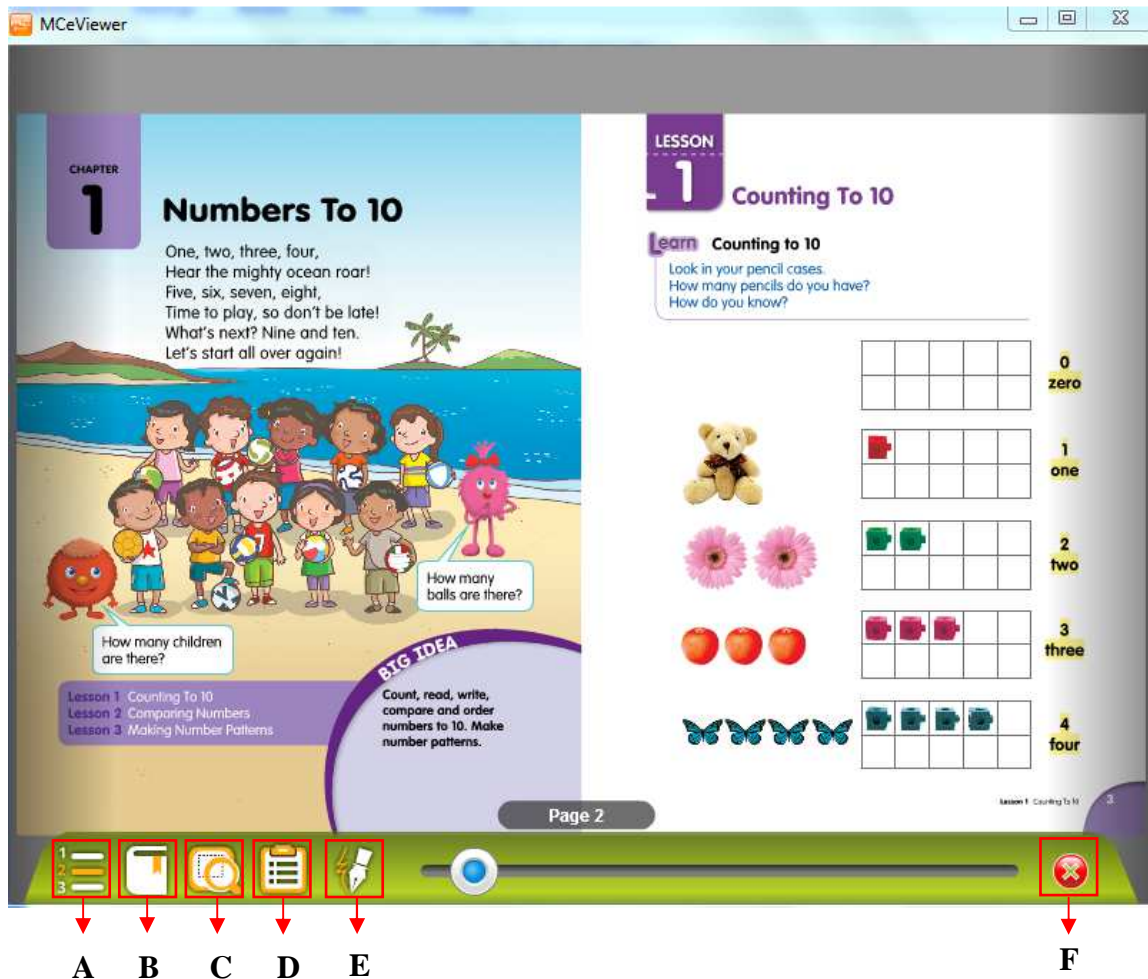 MCeViewer
CHAPTER
1
Numbers To 10
One, two, three, four,
Hear the mighty ocean roar!
Five, six, seven, eight,
Time to play, so don't be late!
What's next? Nine and ten.
Let's start all over again!
How many
balls are there?
How many children
are there?
Lesson 1 Counting To 10
Lesson 2 Comparing Numbers
Lesson 3 Making Number Patterns
BIG IDEA
Count, read, write,
compare and order
numbers to 10. Make
number patterns.
LESSON
1
Counting To 10
Learn Counting to 10
Look in your pencil cases.
How many pencils do you have?
How do you know?
0
zero
1
one
2
two
3
three
4
four
Lesson 1 Counting To 10 3
Page 2
1
2
3
A B C D E F